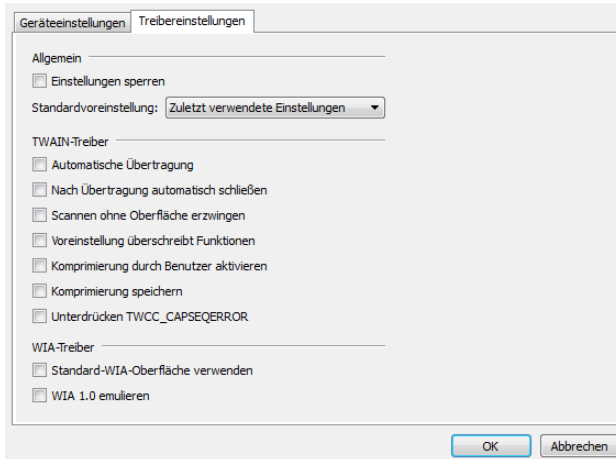 Geräteeinstellungen
Treibereinstellungen
Allgemein
Einstellungen sperren
Standardvoreinstellung: Zuletzt verwendete Einstellungen
TWAIN-Treiber
Automatische Übertragung
Nach Übertragung automatisch schließen
Scannen ohne Oberfläche erzwingen
Voreinstellung überschreibt Funktionen
Komprimierung durch Benutzer aktivieren
Komprimierung speichern
Unterdrücken TWCC_CAPSEQERROR
WIA-Treiber
Standard-WIA-Oberfläche verwenden
WIA 1.0 emulieren
OK
Abbrechen